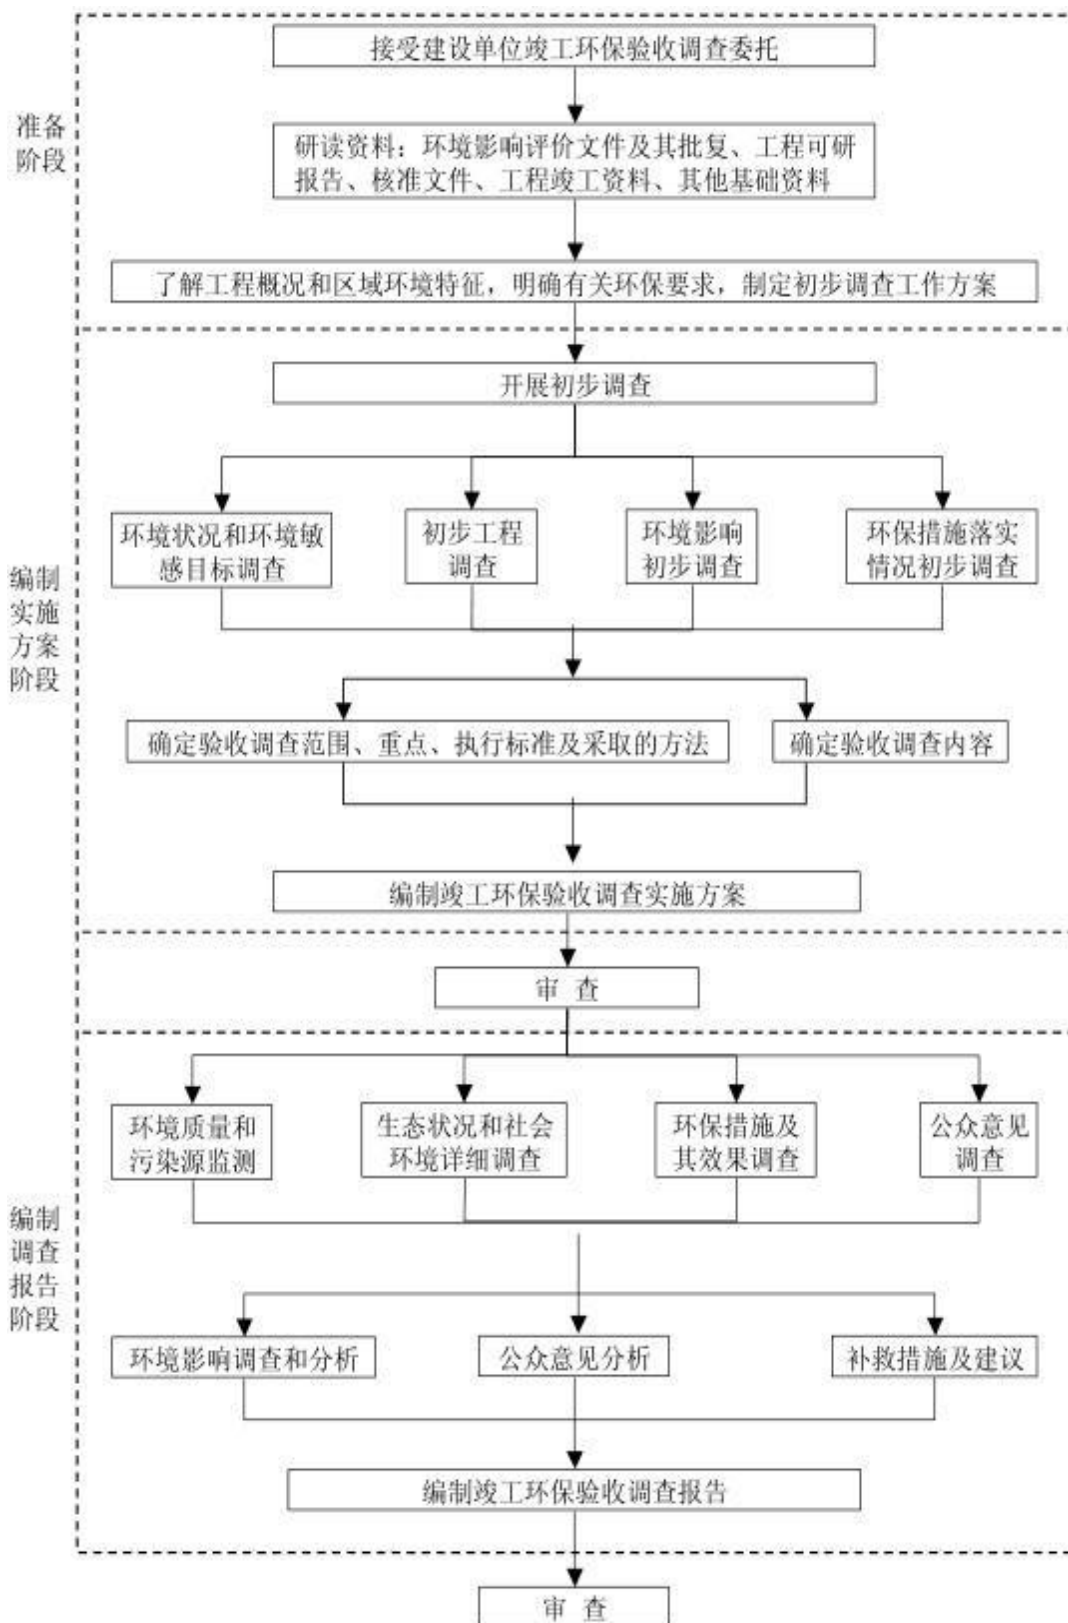 接受建设单位竣工环保验收调查委托
准备
阶段
研读资料：环境影响评价文件及其批复、工程可研
报告、核准文件、工程竣工资料、其他基础资料
了解工程概况和区域环境特征，明确有关环保要求，制定初步调查工作方案
开展初步调查
环境状况和环境敏
感目标调查
初步工程
调查
环境影响
初步调查
环保措施落实
情况初步调查
编制
实施
方案
阶段
确定验收调查范围、重点、执行标准及采取的方法
确定验收调查内容
编制竣工环保验收调查实施方案
审 查
环境质量和
污染源监测
生态状况和社会
环境详细调查
环保措施及
其效果调查
公众意见
调查
编制
调查
报告
阶段
环境影响调查和分析
公众意见分析
补救措施及建议
编制竣工环保验收调查报告
审 查